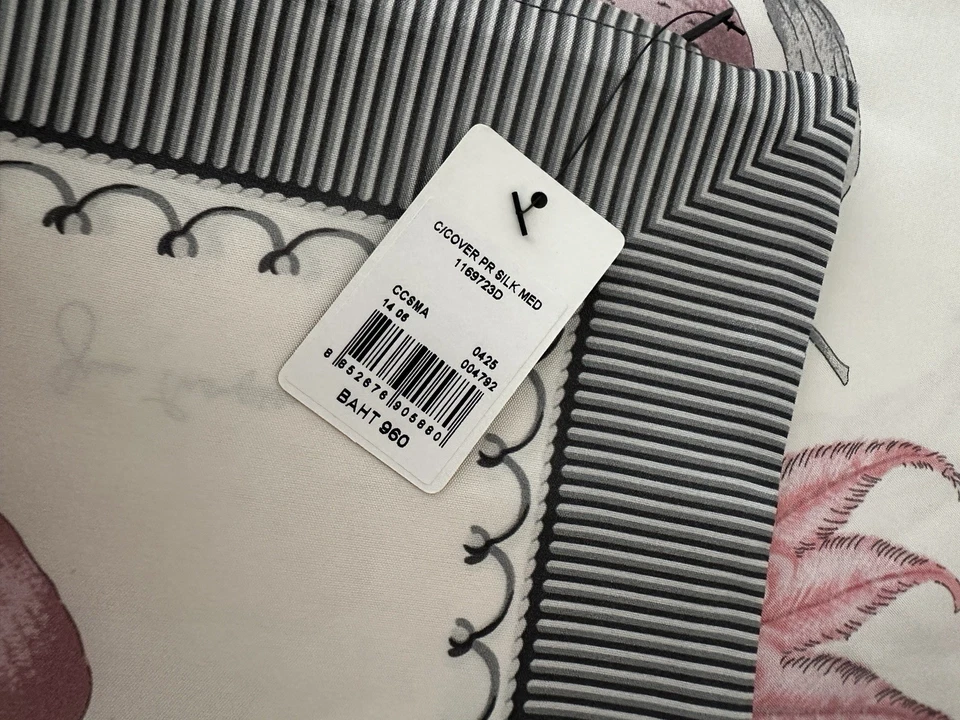 C/COVER PR SILK MED
1169723D
CCSMA
14 06
0425
004792
8 852676 905880
BAHT 960